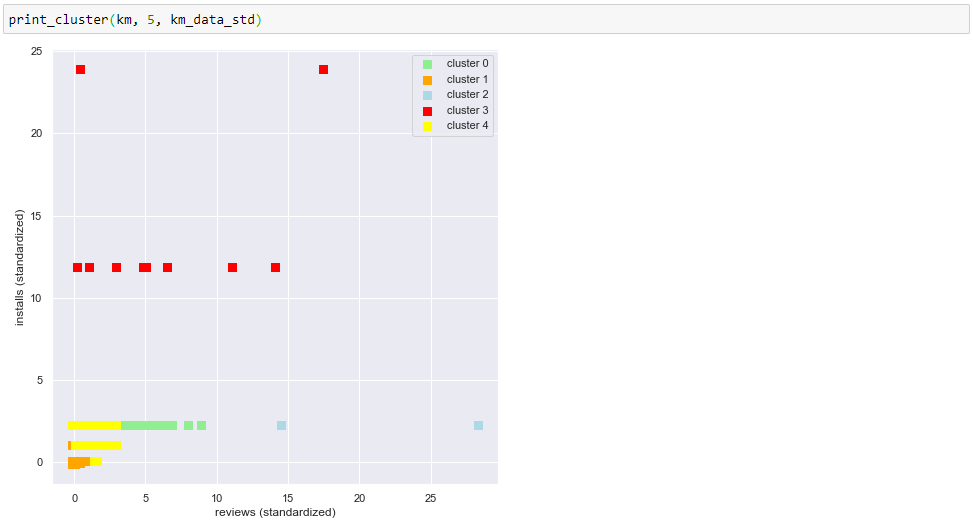 print_cluster(km, 5, km_data_std)
25
20
15
10
5
0
installs (standardized)
cluster 0
cluster 1
cluster 2
cluster 3
cluster 4
0 5 10 15 20 25
reviews (standardized)